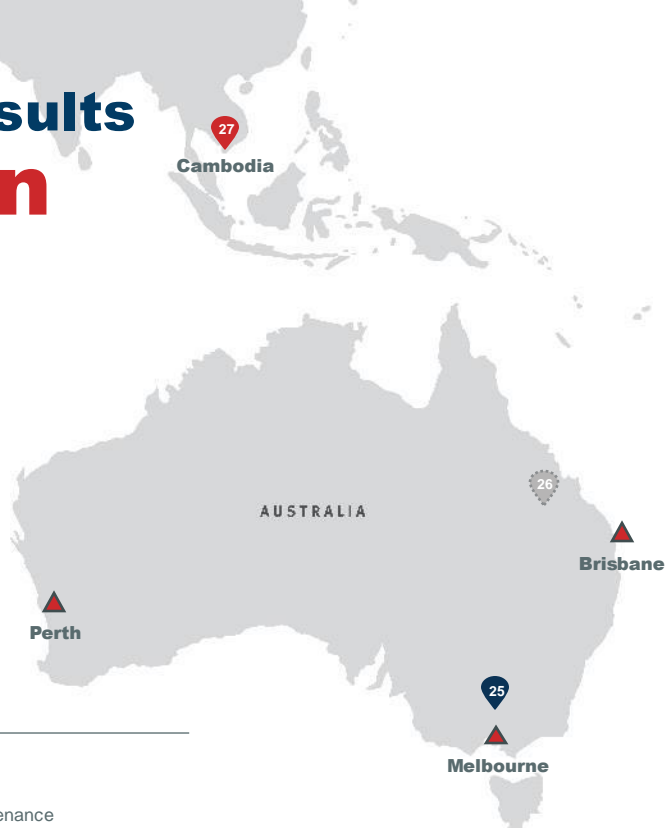 sults
27
Cambodia
n
26
AUSTRALIA
Brisbane
Perth
25
Melbourne
enance